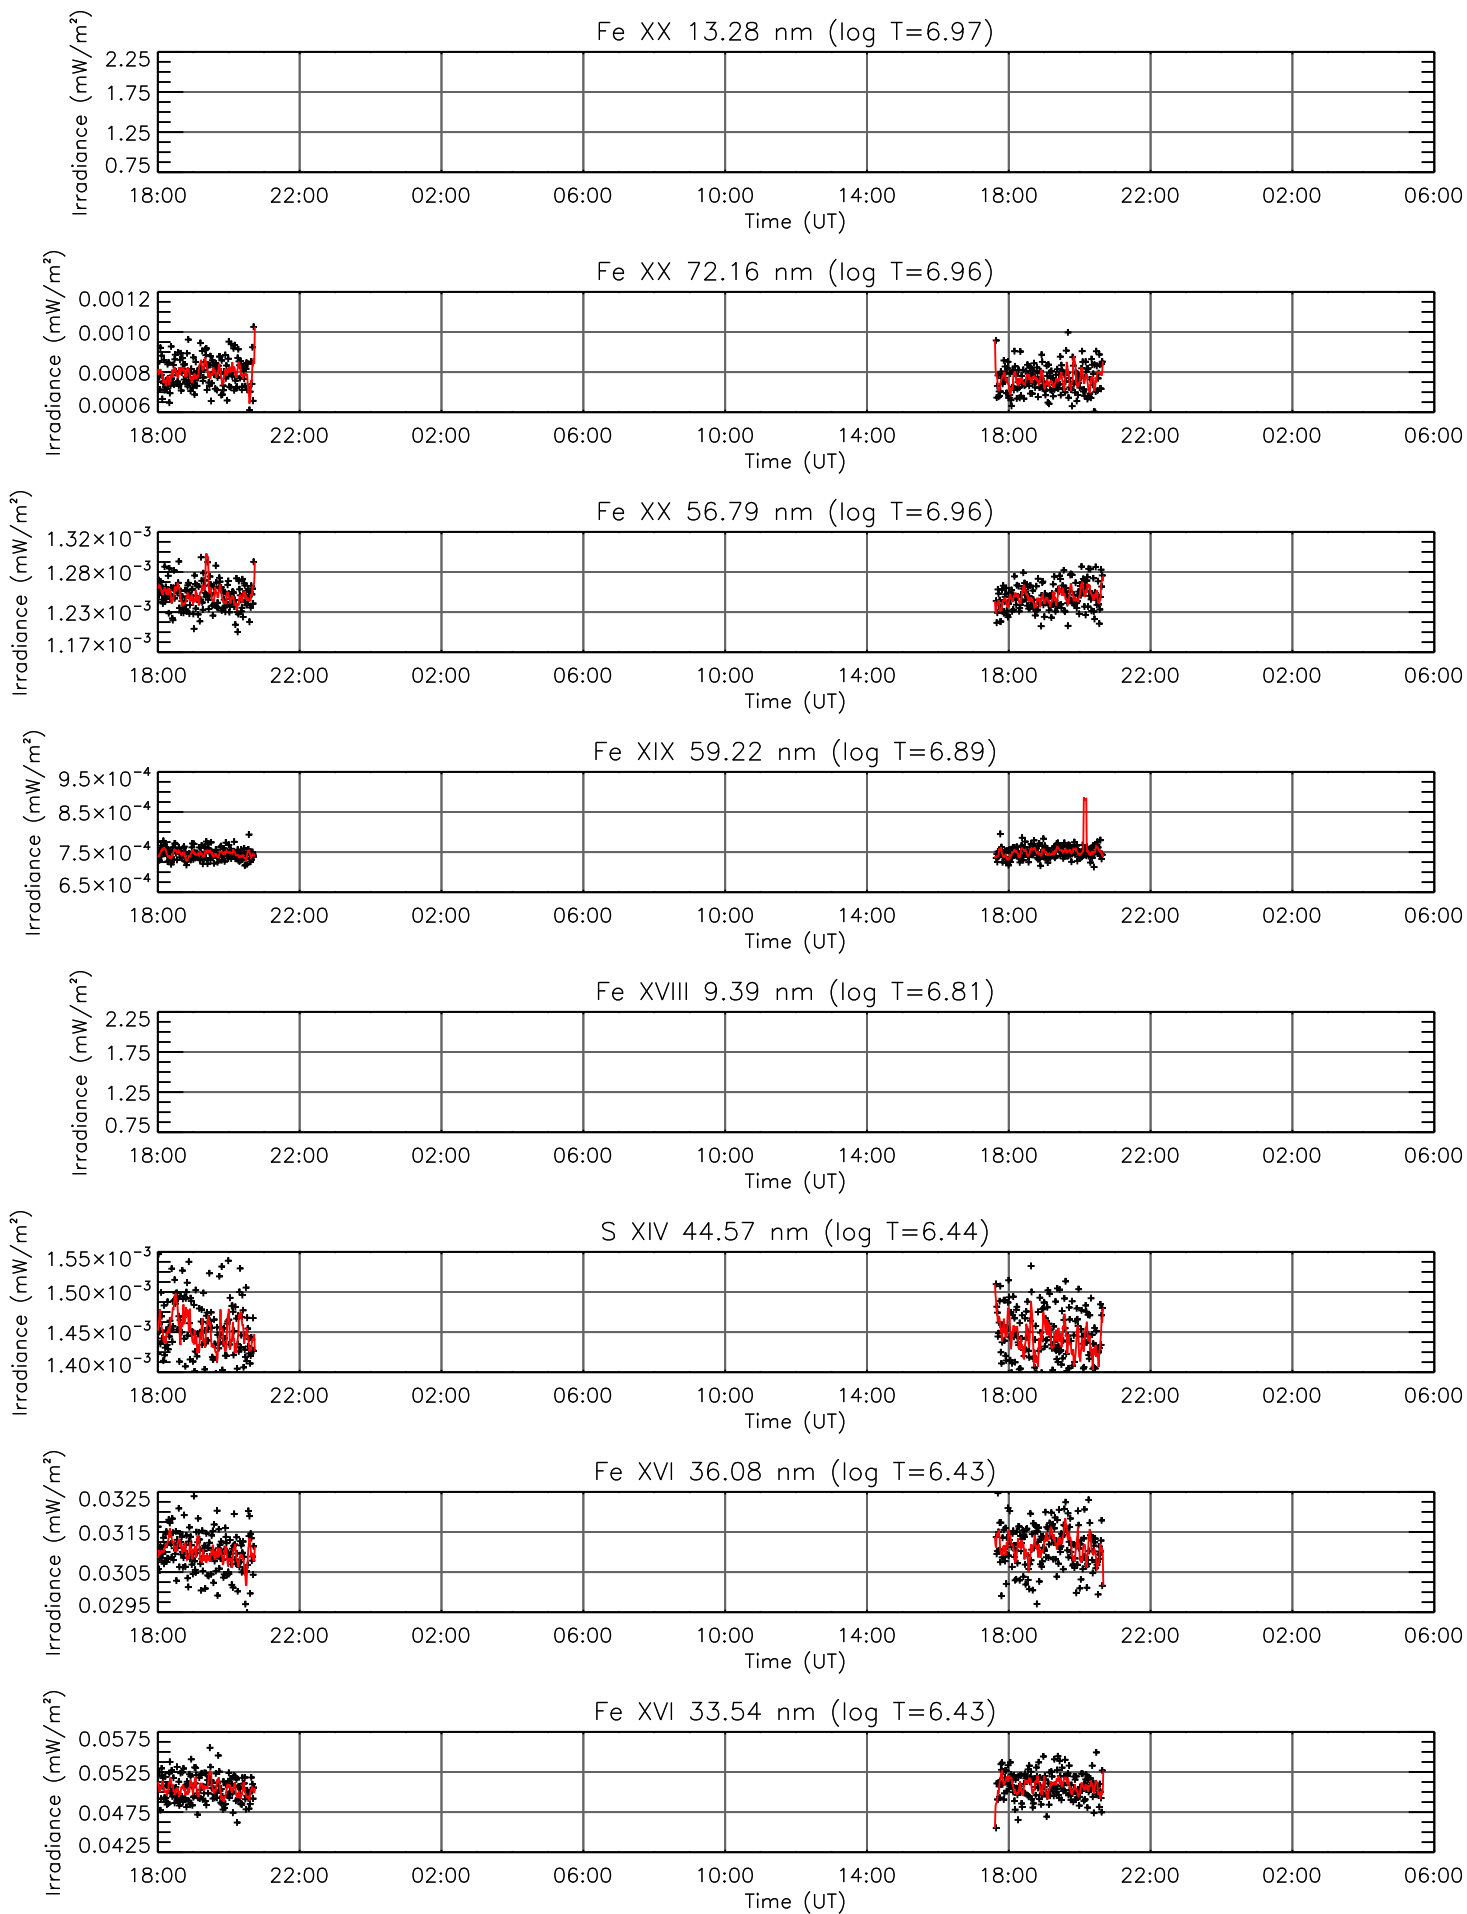 Fe XX 13.28 nm (log T=6.97)
Irradiance (mW/m²)
2.25
1.75
1.25
0.75
18:00 22:00 02:00 06:00 10:00 14:00 18:00 22:00 02:00 06:00
Time (UT)
Fe XX 72.16 nm (log T=6.96)
Irradiance (mW/m²)
0.0012
0.0010
0.0008
0.0006
18:00 22:00 02:00 06:00 10:00 14:00 18:00 22:00 02:00 06:00
Time (UT)
Fe XX 56.79 nm (log T=6.96)
Irradiance (mW/m²)
1.32×10⁻³
1.28×10⁻³
1.23×10⁻³
1.17×10⁻³
18:00 22:00 02:00 06:00 10:00 14:00 18:00 22:00 02:00 06:00
Time (UT)
Fe XIX 59.22 nm (log T=6.89)
Irradiance (mW/m²)
9.5×10⁻⁴
8.5×10⁻⁴
7.5×10⁻⁴
6.5×10⁻⁴
18:00 22:00 02:00 06:00 10:00 14:00 18:00 22:00 02:00 06:00
Time (UT)
Fe XVIII 9.39 nm (log T=6.81)
Irradiance (mW/m²)
2.25
1.75
1.25
0.75
18:00 22:00 02:00 06:00 10:00 14:00 18:00 22:00 02:00 06:00
Time (UT)
S XIV 44.57 nm (log T=6.44)
Irradiance (mW/m²)
1.55×10⁻³
1.50×10⁻³
1.45×10⁻³
1.40×10⁻³
18:00 22:00 02:00 06:00 10:00 14:00 18:00 22:00 02:00 06:00
Time (UT)
Fe XVI 36.08 nm (log T=6.43)
Irradiance (mW/m²)
0.0325
0.0315
0.0305
0.0295
18:00 22:00 02:00 06:00 10:00 14:00 18:00 22:00 02:00 06:00
Time (UT)
Fe XVI 33.54 nm (log T=6.43)
Irradiance (mW/m²)
0.0575
0.0525
0.0475
0.0425
18:00 22:00 02:00 06:00 10:00 14:00 18:00 22:00 02:00 06:00
Time (UT)